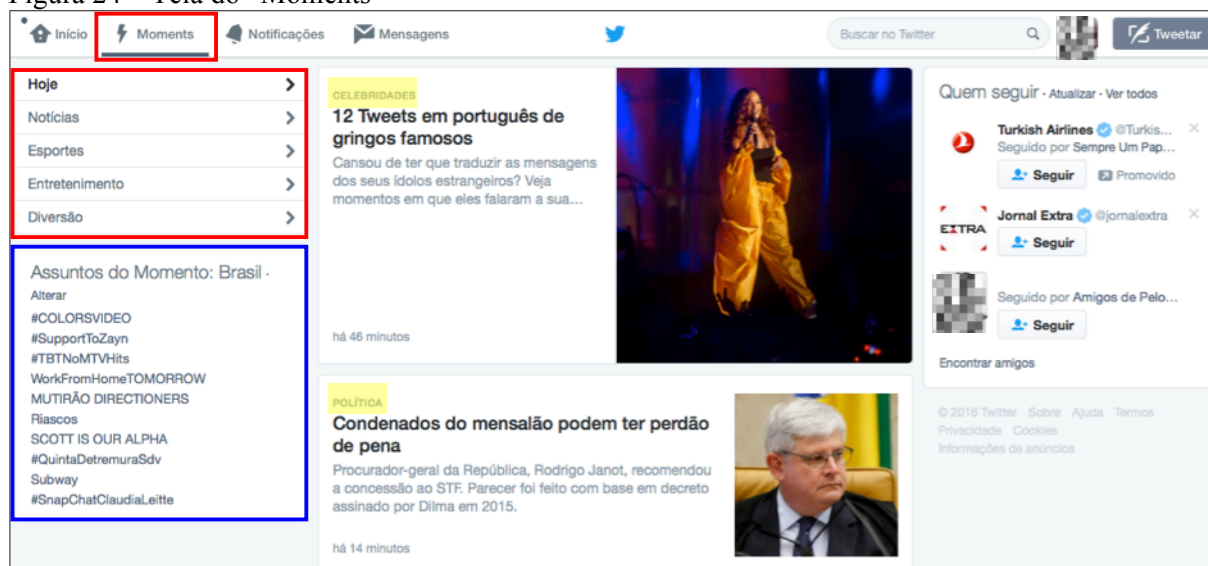 Figura 24 – Tela do "Moments"
Início
Moments
Notificações
Mensagens
Buscar no Twitter
Tweetar
Hoje
Notícias
Esportes
Entretenimento
Diversão
Assuntos do Momento: Brasil ·
Alterar
#COLORSVIDEO
#SupportToZayn
#TBTNoMTVHits
WorkFromHomeTOMORROW
MUTIRÃO DIRECTIONERS
Riascos
SCOTT IS OUR ALPHA
#QuintaDetremuraSdv
Subway
#SnapChatClaudiaLeitte
CELEBRIDADES
12 Tweets em português de
gringos famosos
Cansou de ter que traduzir as mensagens
dos seus ídolos estrangeiros? Veja
momentos em que eles falaram a sua...
há 46 minutos
POLÍTICA
Condenados do mensalão podem ter perdão
de pena
Procurador-geral da República, Rodrigo Janot, recomendou
a concessão ao STF. Parecer foi feito com base em decreto
assinado por Dilma em 2015.
há 14 minutos
Quem seguir · Atualizar · Ver todos
Turkish Airlines @Turkis...
Seguido por Sempre Um Pap...
Seguir
Promovido
EXTRA
Jornal Extra @jornalextra
Seguir
Seguido por Amigos de Pelo...
Seguir
Encontrar amigos
© 2016 Twitter Sobre Ajuda Termos
Privacidade Cookies
Informações de anúncios